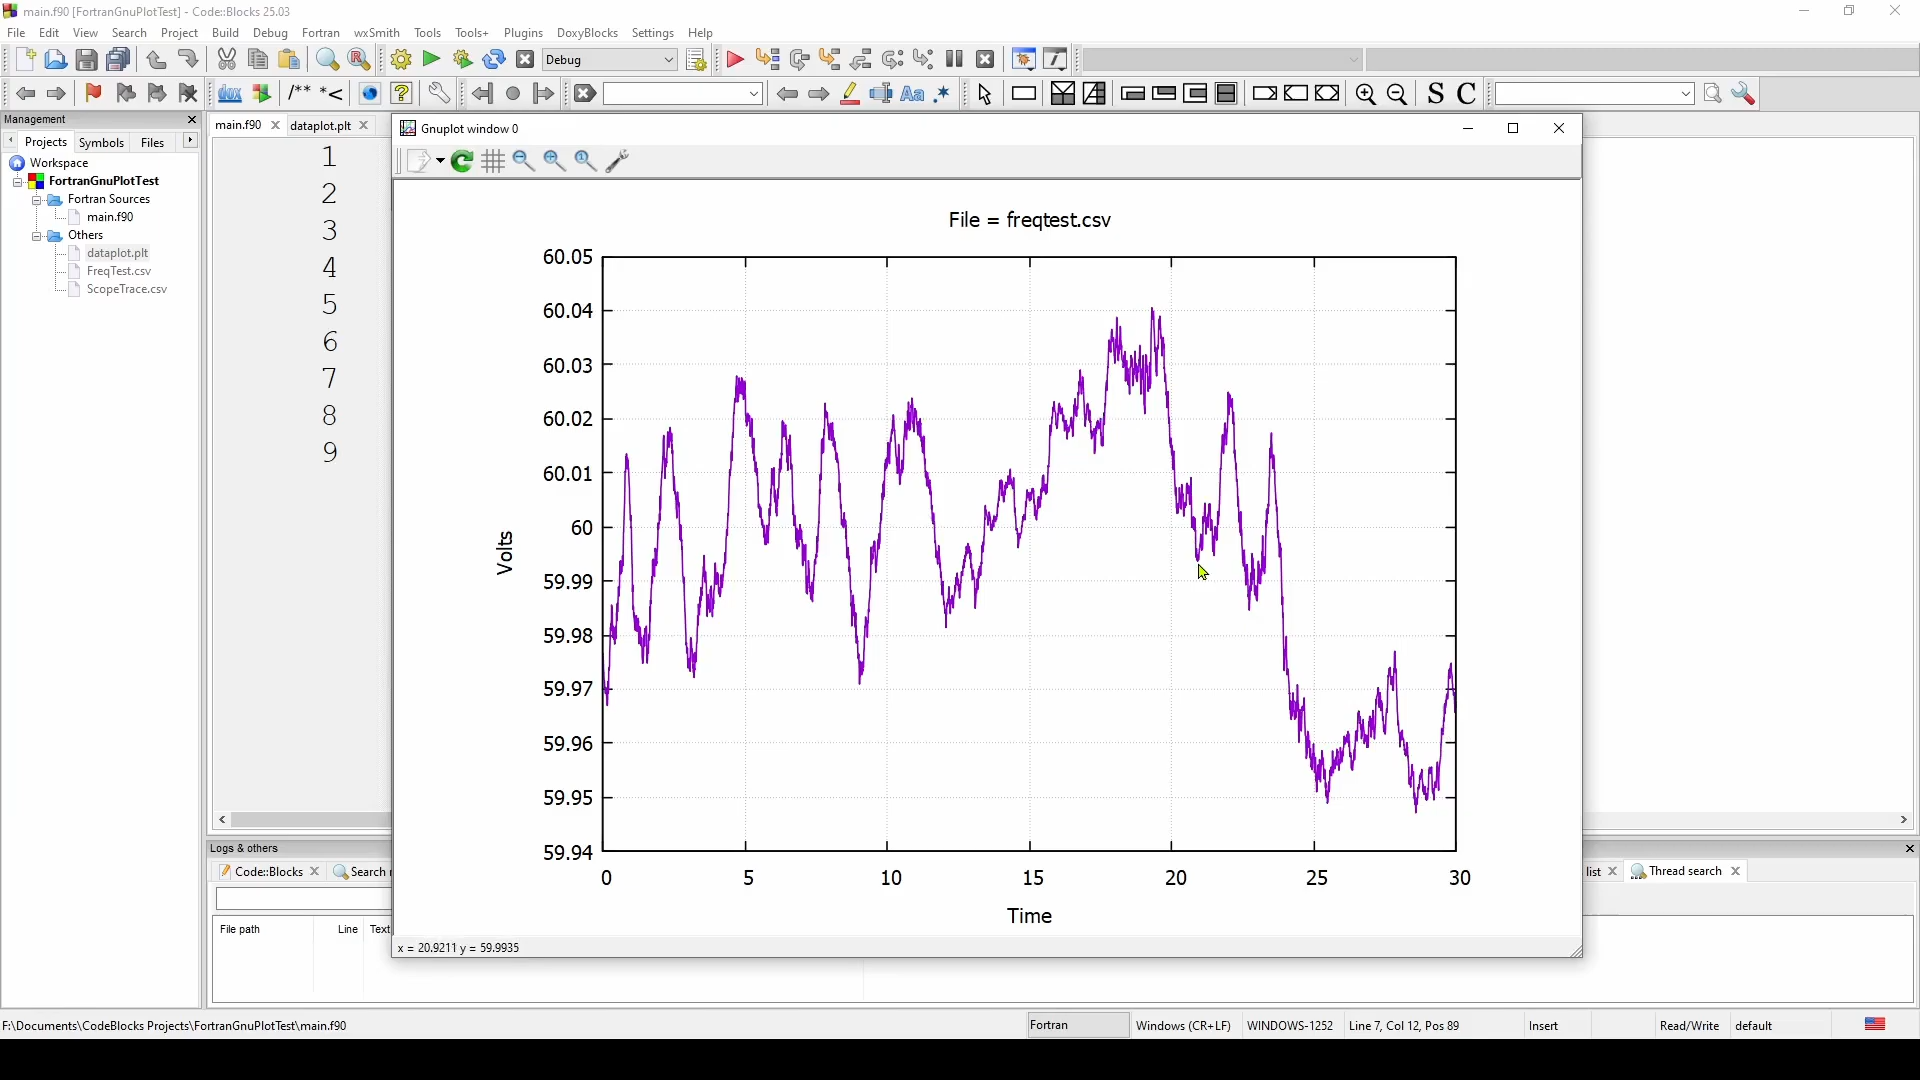 main.f90 [FortranGnuPlotTest] - Code::Blocks 25.03
File Edit View Search Project Build Debug Fortran wxSmith Tools Tools+ Plugins DoxyBlocks Settings Help
Debug
/** *< Aa .* S C
Management
main.f90 dataplot.plt
Projects Symbols Files
Workspace
FortranGnuPlotTest
Fortran Sources
main.f90
Others
dataplot.plt
FreqTest.csv
ScopeTrace.csv
1
2
3
4
5
6
7
8
9
Gnuplot window 0
File = freqtest.csv
60.05
60.04
60.03
60.02
60.01
60
59.99
59.98
59.97
59.96
59.95
59.94
Volts
0 5 10 15 20 25 30
Time
x = 20.9211 y = 59.9935
Logs & others
Code::Blocks Search list Thread search
File path Line Text
F:\Documents\CodeBlocks Projects\FortranGnuPlotTest\main.f90 Fortran Windows (CR+LF) WINDOWS-1252 Line 7, Col 12, Pos 89 Insert Read/Write default